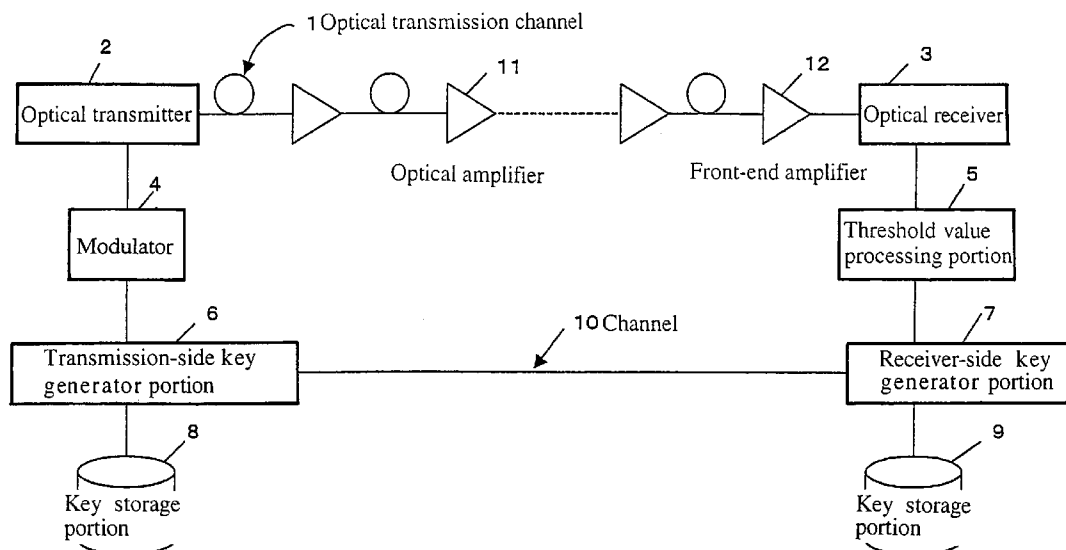 1 Optical transmission channel
2
11
12
3
Optical transmitter
Optical receiver
Optical amplifier
Front-end amplifier
4
5
Modulator
Threshold value
processing portion
6
10 Channel
7
Transmission-side key
generator portion
Receiver-side key
generator portion
8
9
Key storage
portion
Key storage
portion